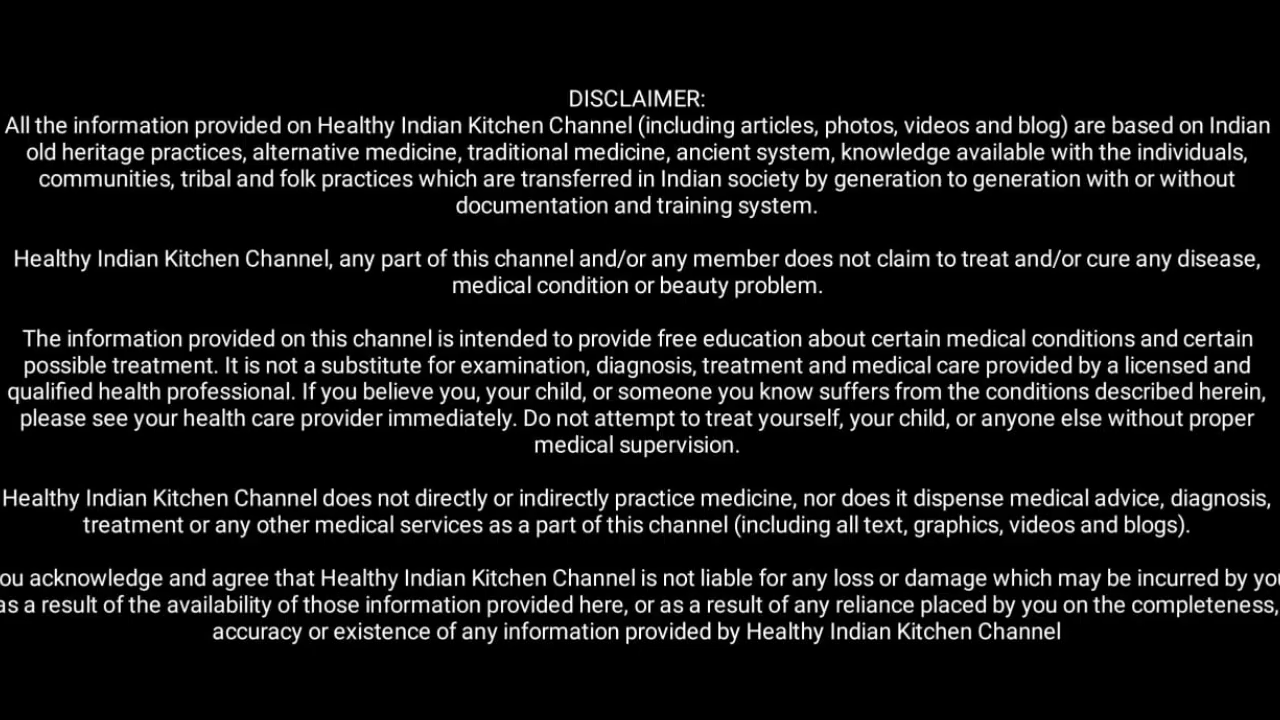 DISCLAIMER:
All the information provided on Healthy Indian Kitchen Channel (including articles, photos, videos and blog) are based on Indian
old heritage practices, alternative medicine, traditional medicine, ancient system, knowledge available with the individuals,
communities, tribal and folk practices which are transferred in Indian society by generation to generation with or without
documentation and training system.
Healthy Indian Kitchen Channel, any part of this channel and/or any member does not claim to treat and/or cure any disease,
medical condition or beauty problem.
The information provided on this channel is intended to provide free education about certain medical conditions and certain
possible treatment. It is not a substitute for examination, diagnosis, treatment and medical care provided by a licensed and
qualified health professional. If you believe you, your child, or someone you know suffers from the conditions described herein,
please see your health care provider immediately. Do not attempt to treat yourself, your child, or anyone else without proper
medical supervision.
Healthy Indian Kitchen Channel does not directly or indirectly practice medicine, nor does it dispense medical advice, diagnosis,
treatment or any other medical services as a part of this channel (including all text, graphics, videos and blogs).
ou acknowledge and agree that Healthy Indian Kitchen Channel is not liable for any loss or damage which may be incurred by you
as a result of the availability of those information provided here, or as a result of any reliance placed by you on the completeness,
accuracy or existence of any information provided by Healthy Indian Kitchen Channel